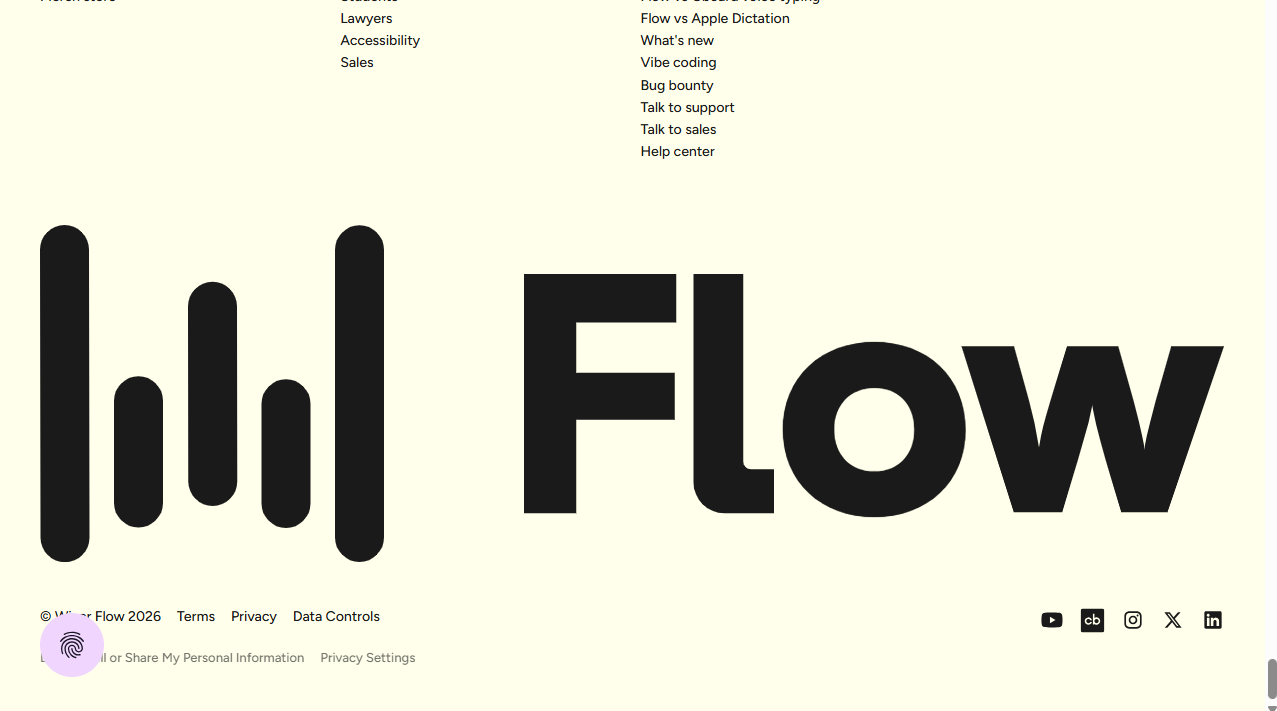 Lawyers
Accessibility
Sales
Flow vs Apple Dictation
What's new
Vibe coding
Bug bounty
Talk to support
Talk to sales
Help center
Flow
© Flow 2026 Terms Privacy Data Controls
cb
or Share My Personal Information Privacy Settings